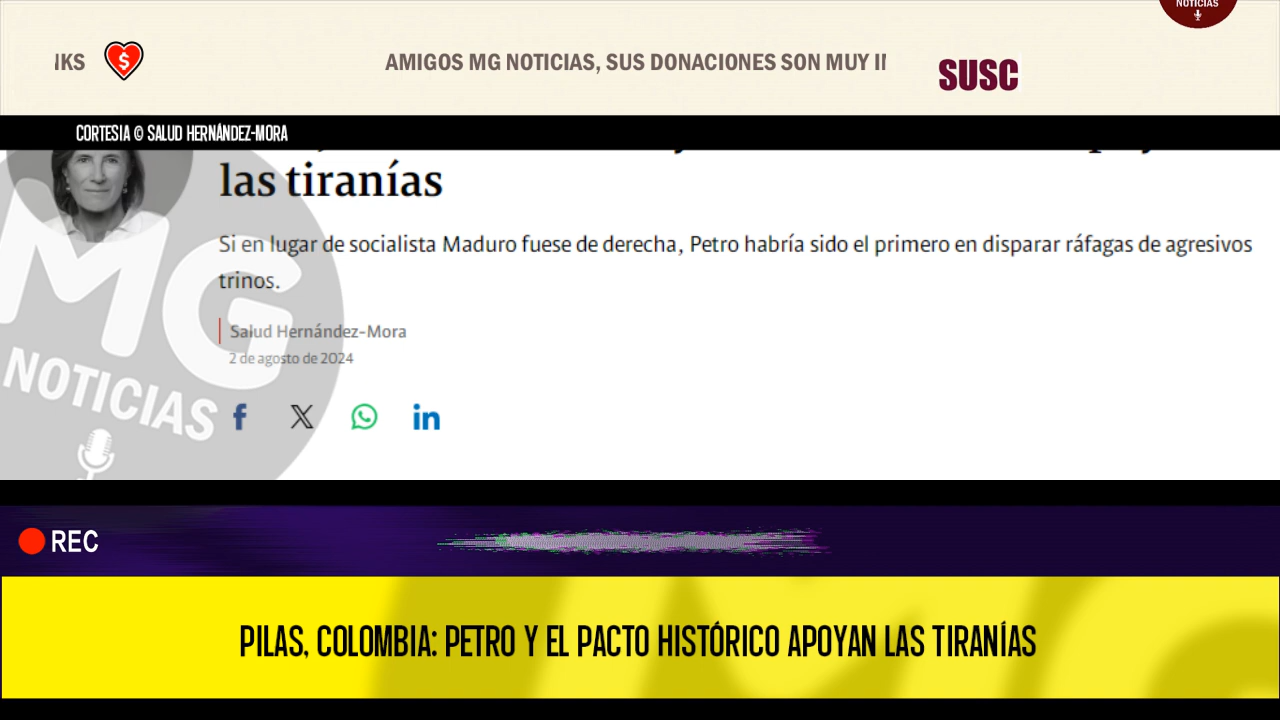 NOTICIAS
IKS
AMIGOS MG NOTICIAS, SUS DONACIONES SON MUY
SUSC
CORTESIA © SALUD HERNÁNDEZ-MORA
las tiranías
Si en lugar de socialista Maduro fuese de derecha, Petro habría sido el primero en disparar ráfagas de agresivos
trinos.
Salud Hernández-Mora
2 de agosto de 2024
MG
NOTICIAS
REC
PILAS, COLOMBIA: PETRO Y EL PACTO HISTÓRICO APOYAN LAS TIRANÍAS